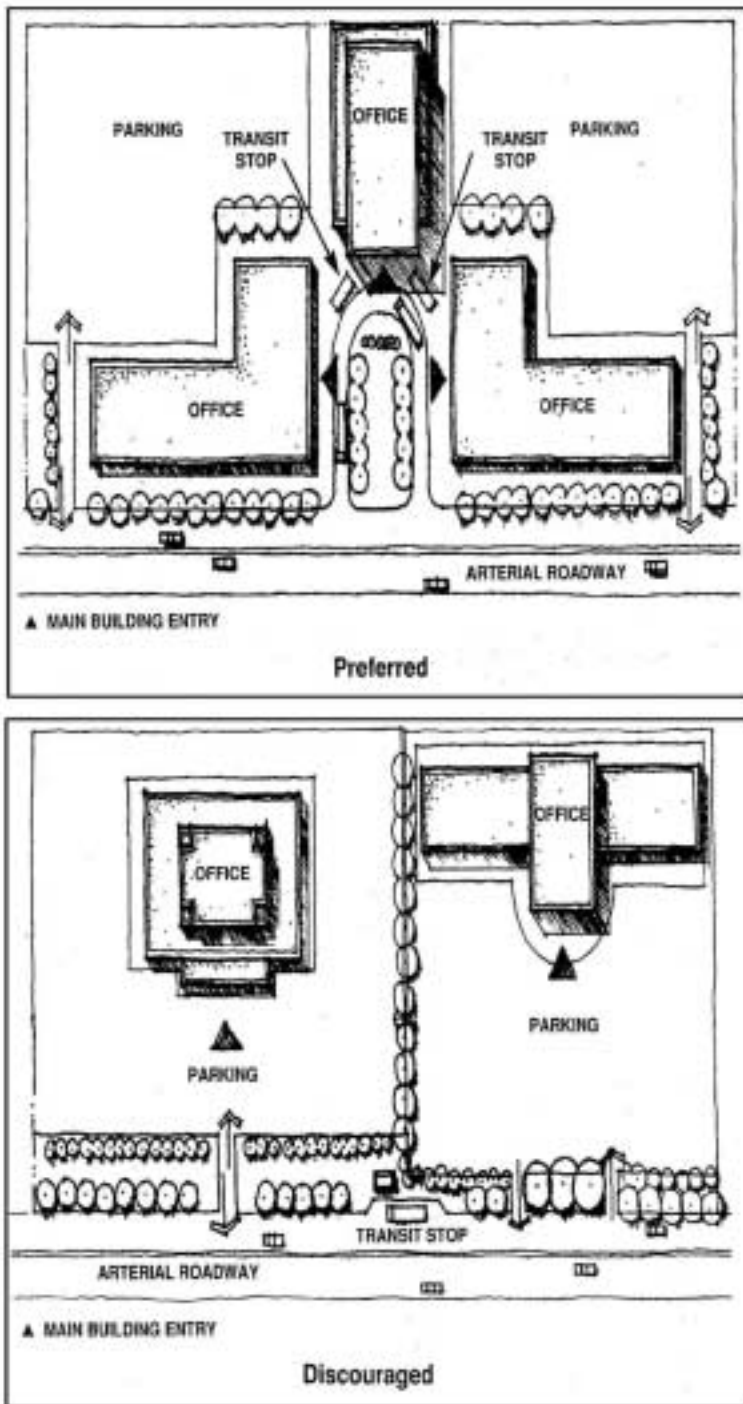 OFFICE
PARKING
TRANSIT
STOP
TRANSIT
STOP
PARKING
OFFICE
OFFICE
ARTERIAL ROADWAY
▲ MAIN BUILDING ENTRY
Preferred
OFFICE
OFFICE
PARKING
PARKING
TRANSIT STOP
ARTERIAL ROADWAY
▲ MAIN BUILDING ENTRY
Discouraged